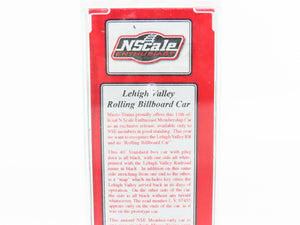 NScale
ENTHUSIAST
Lehigh Valley
Rolling Billboard Car
Micro-Trains proudly offers this 11th of-
ficial N Scale Enthusiast Membership Car as
an exclusive release, available only to
NSE members in good standing. This year
we want to recognize the Lehigh Valley RR
and its "Rolling Billboard Car".
This 40' Standard box car with plug
door is all black, with one side all white
printed with the Lehigh Valley Railroad
name in black. In addition on this same
side stretching from one end to the other
is a "map" which includes key cities the
Lehigh Valley served back in its days of
operation. On the other side of the car
the side is all black without any herald
whatsoever. The road number L.V. 67455
appears only on the ends of the car, as it
was on the prototype car.
This annual NSE Member-only car is